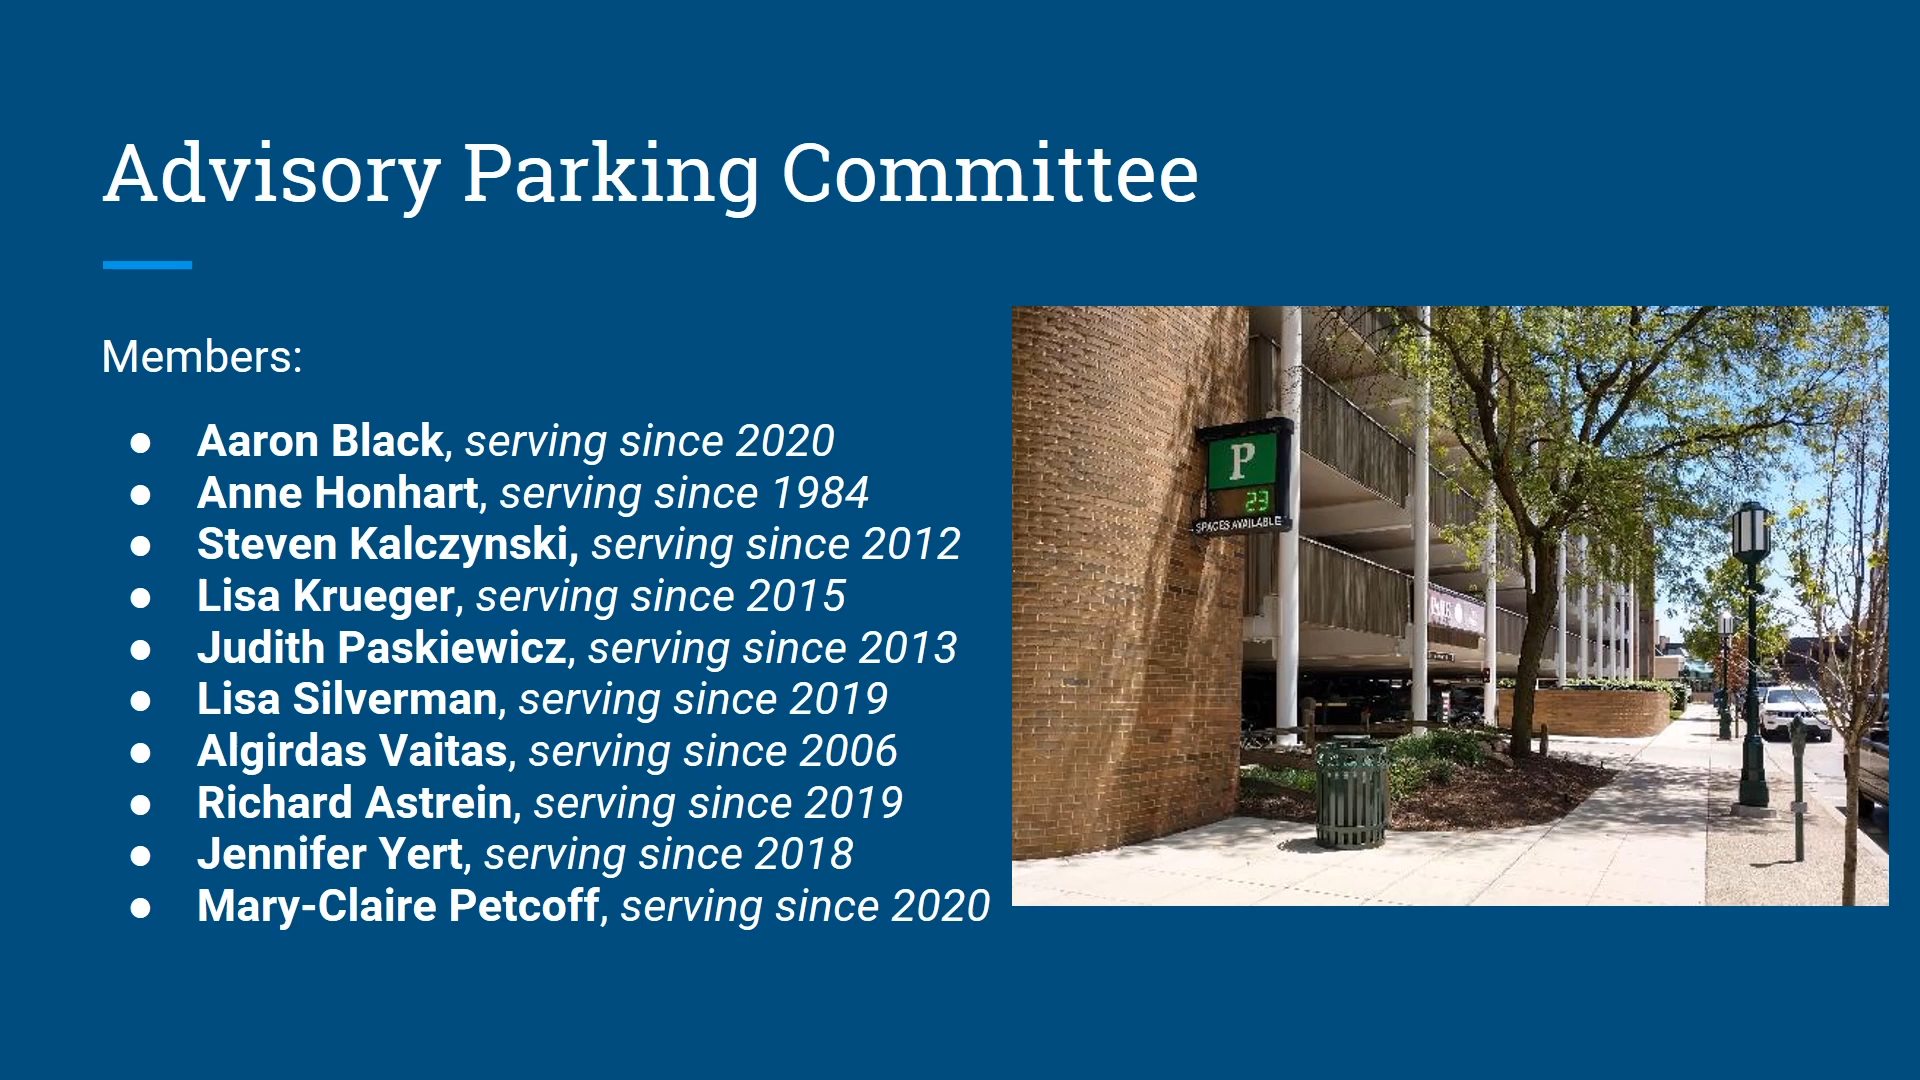 Advisory Parking Committee
Members:
● Aaron Black, serving since 2020
● Anne Honhart, serving since 1984
● Steven Kalczynski, serving since 2012
● Lisa Krueger, serving since 2015
● Judith Paskiewicz, serving since 2013
● Lisa Silverman, serving since 2019
● Algirdas Vaitas, serving since 2006
● Richard Astrein, serving since 2019
● Jennifer Yert, serving since 2018
● Mary-Claire Petcoff, serving since 2020
P
23
SPACES AVAILABLE